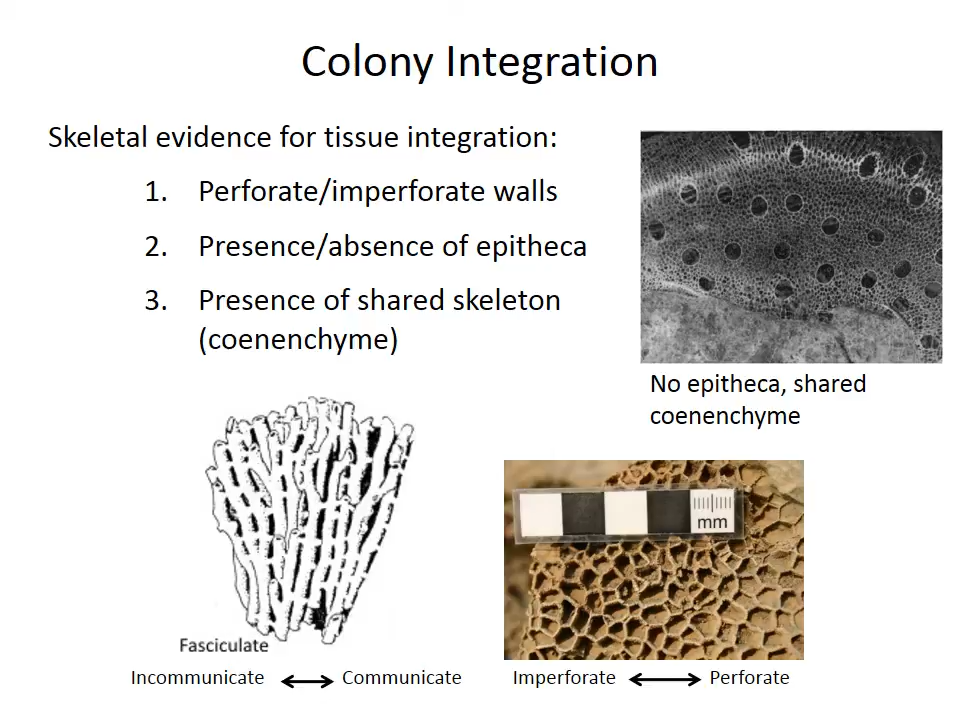 Colony Integration
Skeletal evidence for tissue integration:
1. Perforate/imperforate walls
2. Presence/absence of epitheca
3. Presence of shared skeleton
(coenenchyme)
No epitheca, shared
coenenchyme
mm
Fasciculate
Incommunicate Communicate
Imperforate Perforate